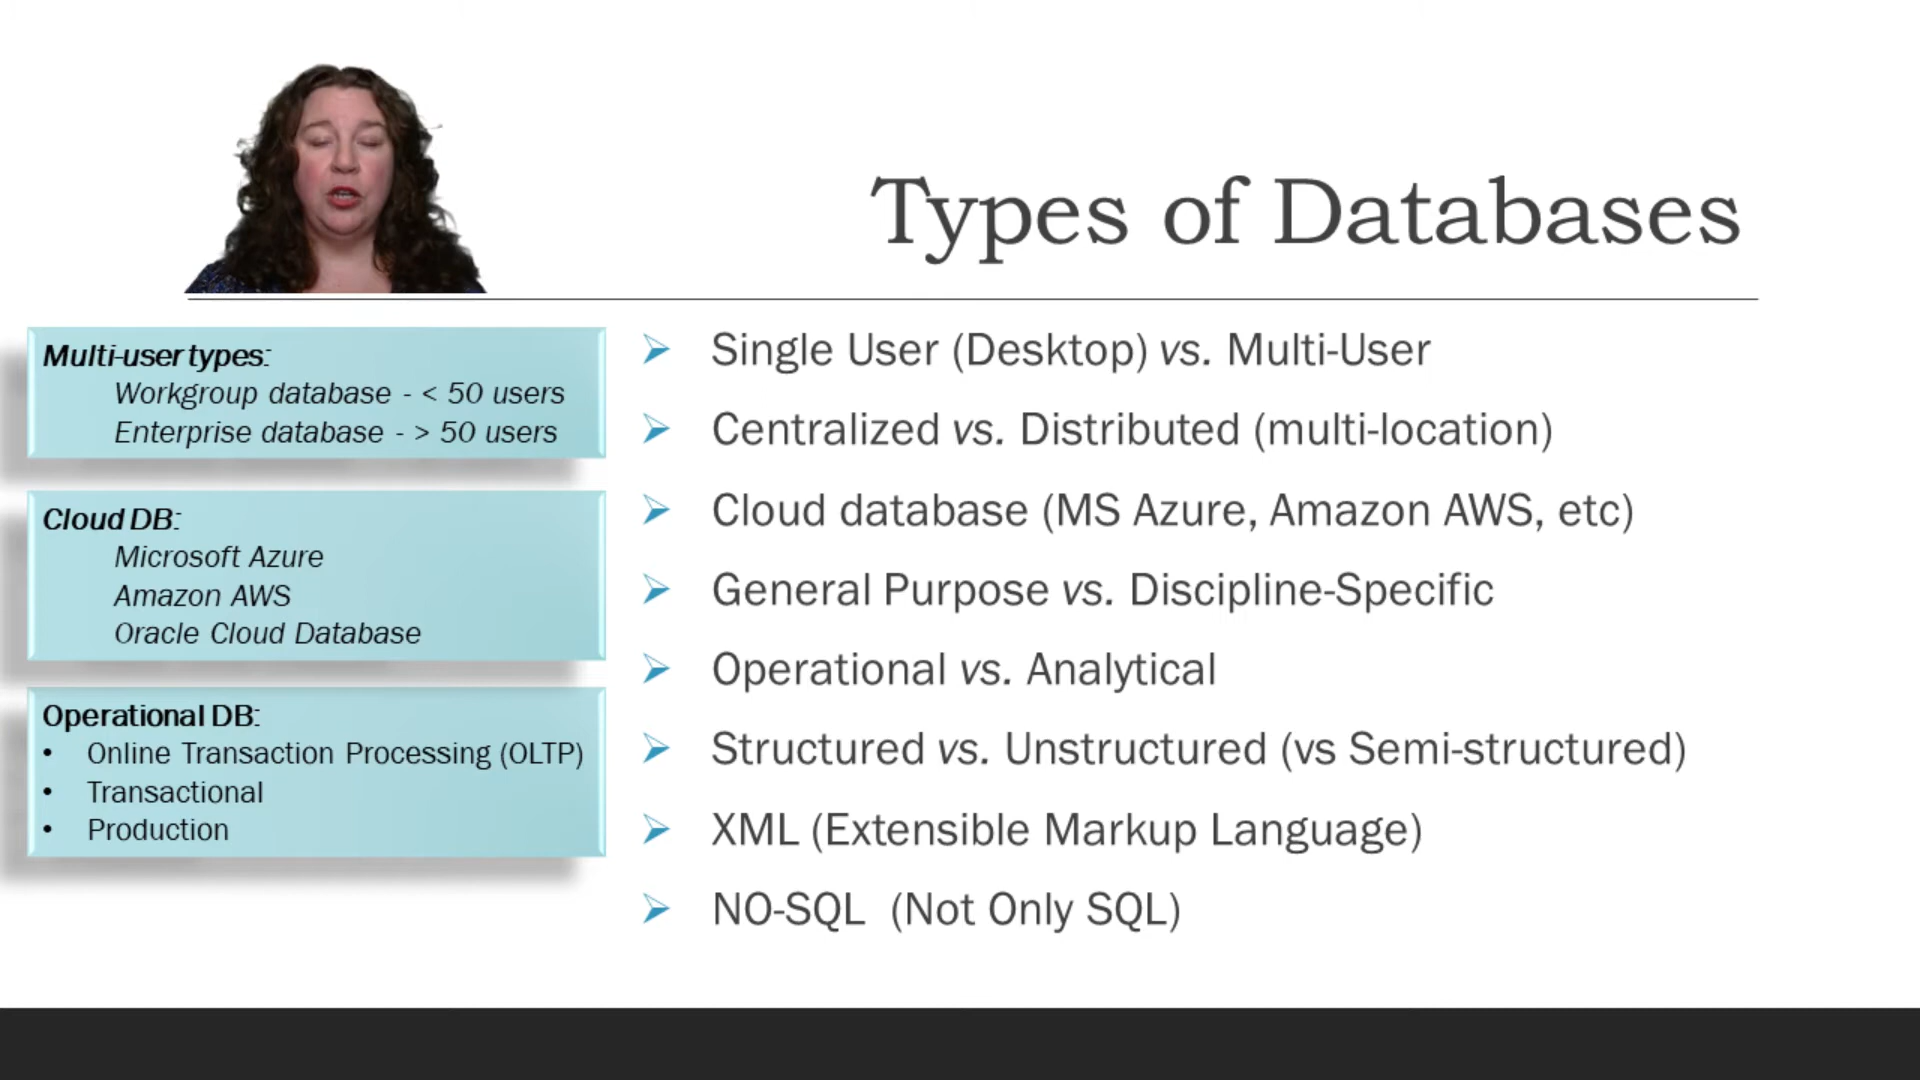 Types of Databases
Multi-user types:
Workgroup database - < 50 users
Enterprise database - > 50 users
Cloud DB:
Microsoft Azure
Amazon AWS
Oracle Cloud Database
Operational DB:
• Online Transaction Processing (OLTP)
• Transactional
• Production
➢ Single User (Desktop) vs. Multi-User
➢ Centralized vs. Distributed (multi-location)
➢ Cloud database (MS Azure, Amazon AWS, etc)
➢ General Purpose vs. Discipline-Specific
➢ Operational vs. Analytical
➢ Structured vs. Unstructured (vs Semi-structured)
➢ XML (Extensible Markup Language)
➢ NO-SQL (Not Only SQL)